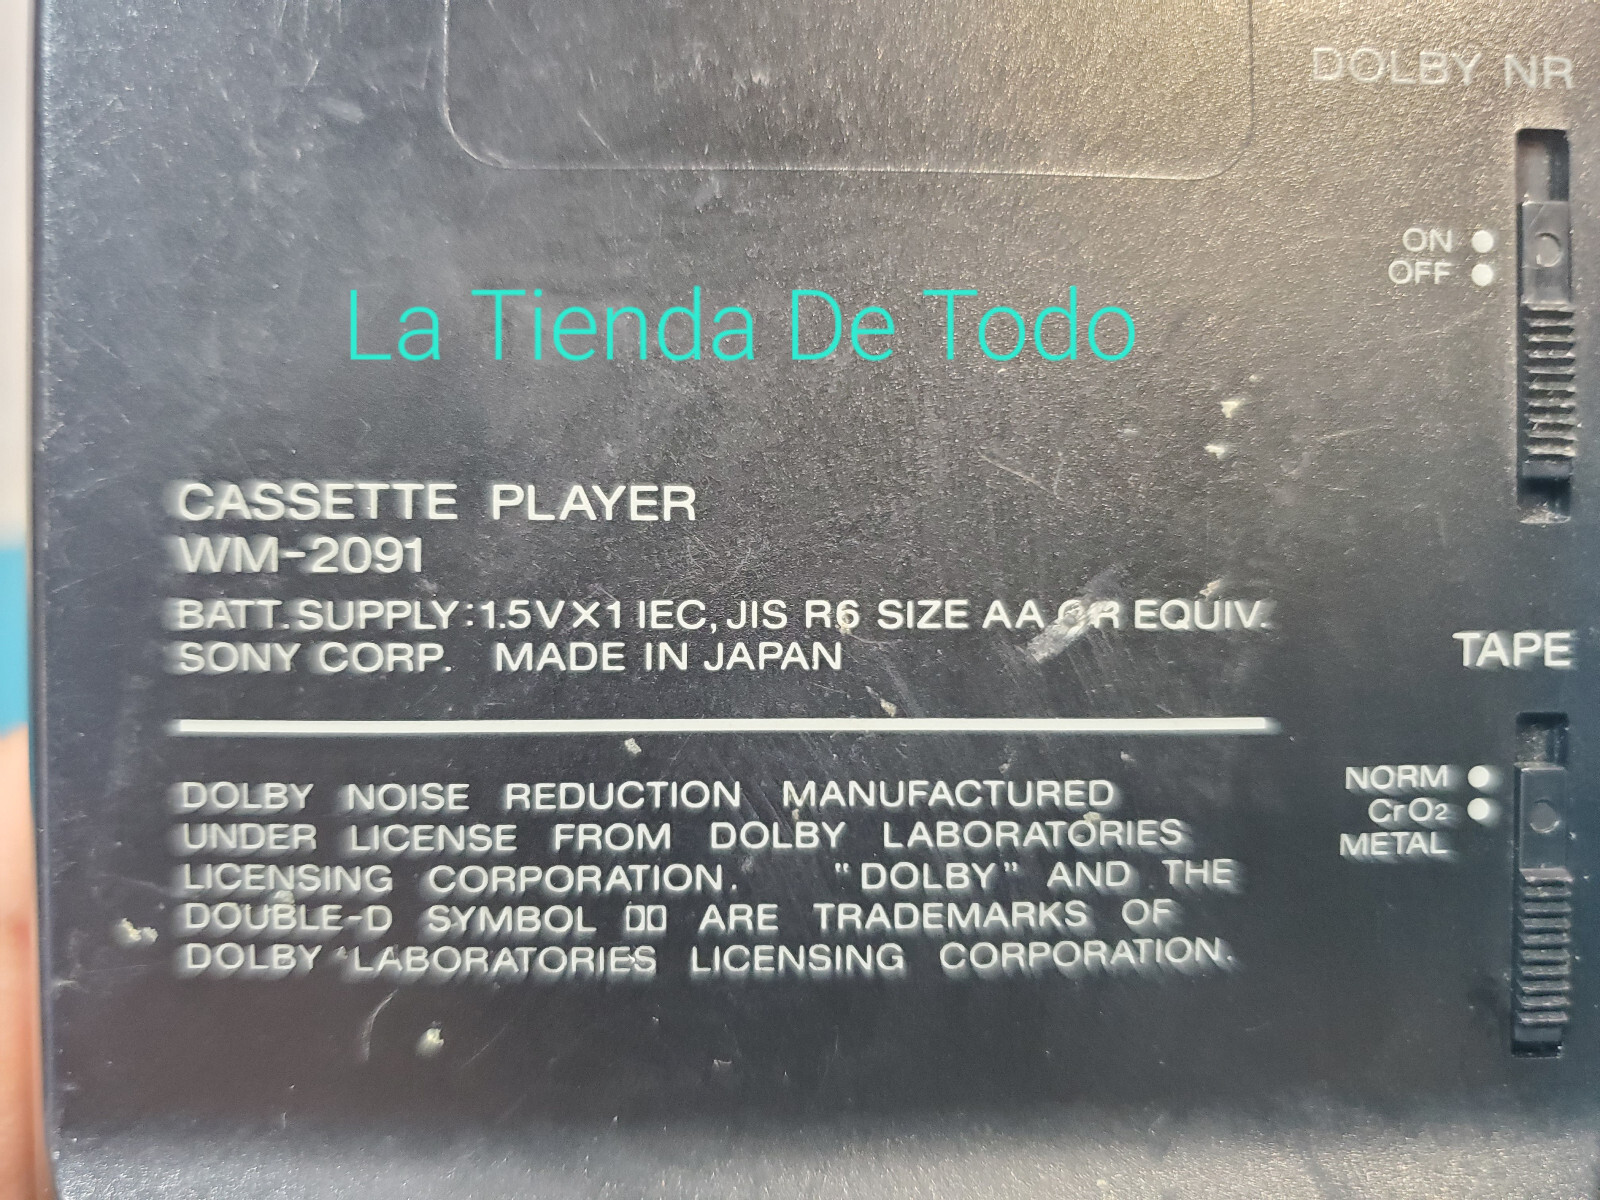 DOLBY NR
ON
OFF
La Tienda De Todo
CASSETTE PLAYER
WM-2091
BATT. SUPPLY:1.5V×1 IEC, JIS R6 SIZE AA OR EQUIV.
SONY CORP. MADE IN JAPAN
TAPE
NORM
CrO2
METAL
DOLBY NOISE REDUCTION MANUFACTURED
UNDER LICENSE FROM DOLBY LABORATORIES
LICENSING CORPORATION. "DOLBY" AND THE
DOUBLE-D SYMBOL ARE TRADEMARKS OF
DOLBY LABORATORIES LICENSING CORPORATION.